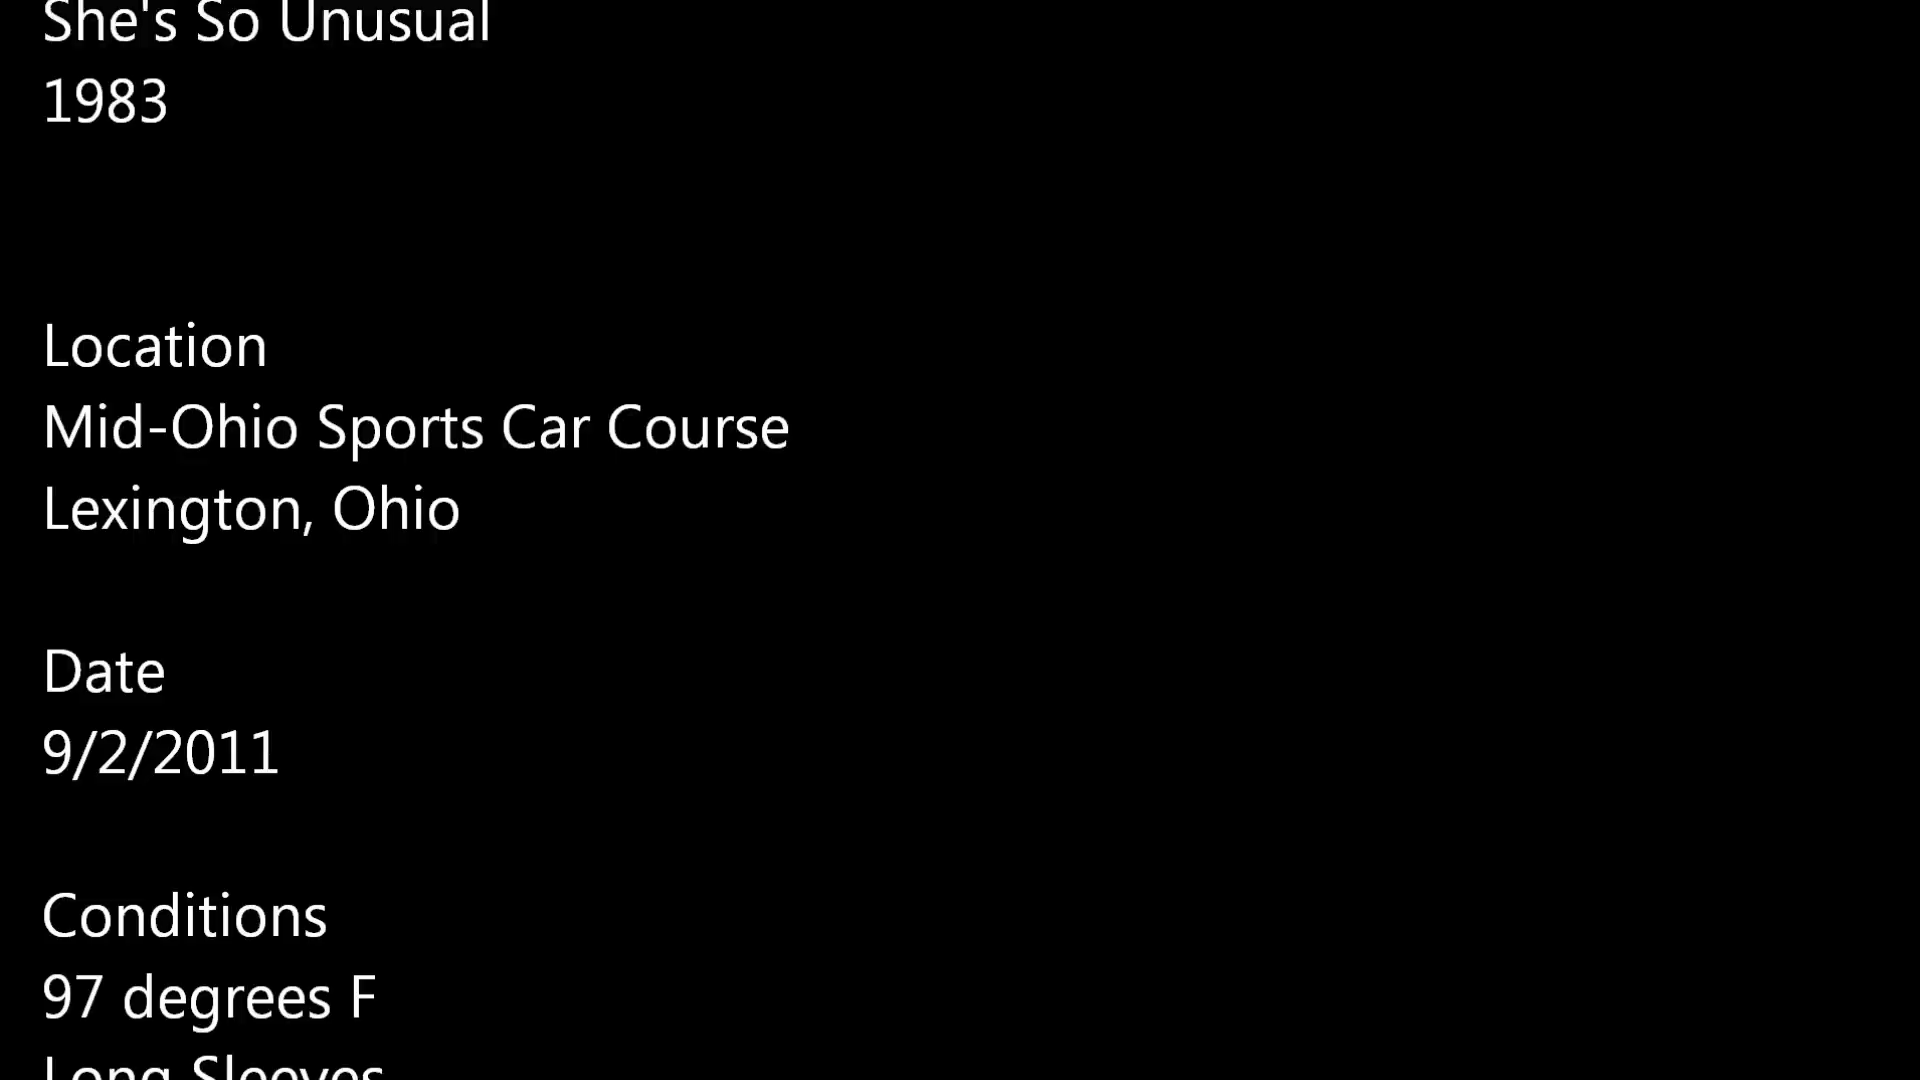 She's So Unusual
1983
Location
Mid-Ohio Sports Car Course
Lexington, Ohio
Date
9/2/2011
Conditions
97 degrees F
Long Sleeves